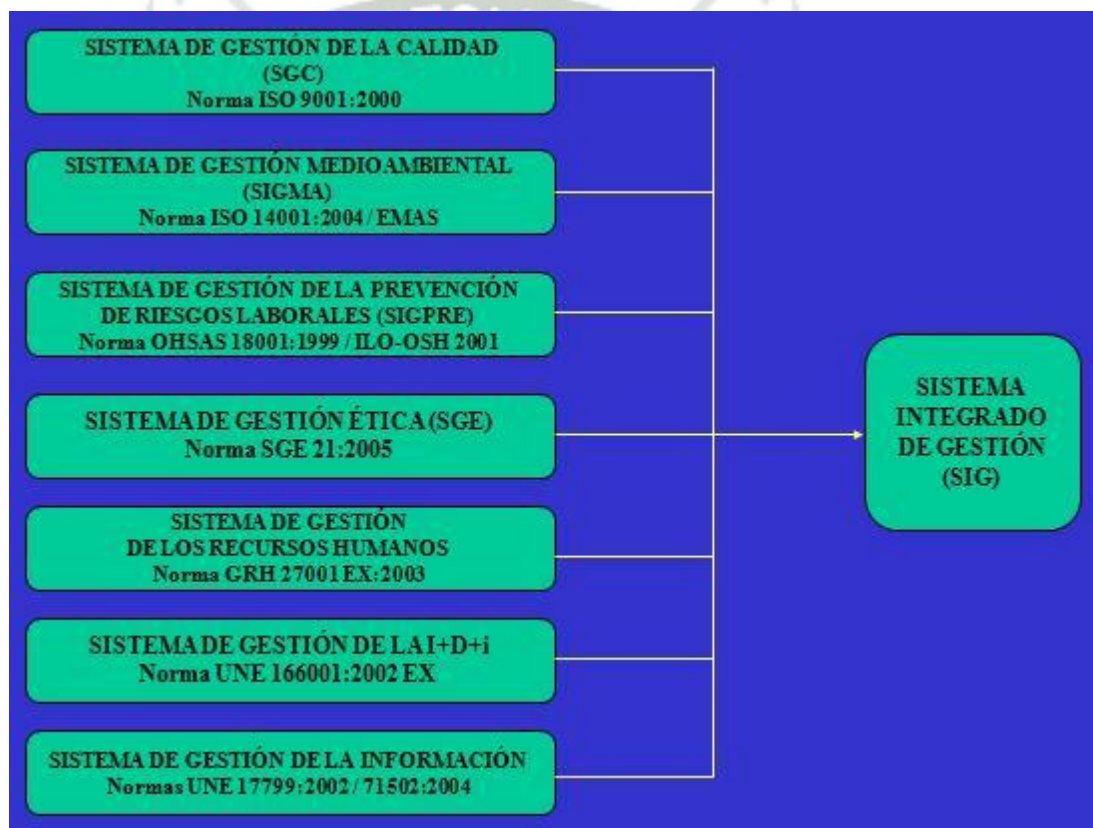 SISTEMA DE GESTIÓN DE LA CALIDAD
(SGC)
Norma ISO 9001:2000
SISTEMA DE GESTIÓN MEDIOAMBIENTAL
(SIGMA)
Norma ISO 14001:2004 / EMAS
SISTEMA DE GESTIÓN DE LA PREVENCIÓN
DE RIESGOS LABORALES (SIGPRE)
Norma OHSAS 18001:1999 / ILO-OSH 2001
SISTEMA DE GESTIÓN ÉTICA (SGE)
Norma SGE 21:2005
SISTEMA DE GESTIÓN
DE LOS RECURSOS HUMANOS
Norma GRH 27001 EX:2003
SISTEMA DE GESTIÓN DE LA I+D+i
Norma UNE 166001:2002 EX
SISTEMA DE GESTIÓN DE LA INFORMACIÓN
Normas UNE 17799:2002 / 71502:2004
SISTEMA
INTEGRADO
DE GESTIÓN
(SIG)